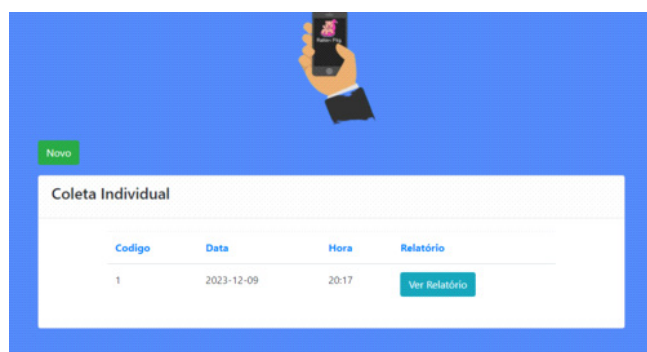 Novo
Coleta Individual
Codigo Data Hora Relatório
1 2023-12-09 20:17 Ver Relatório